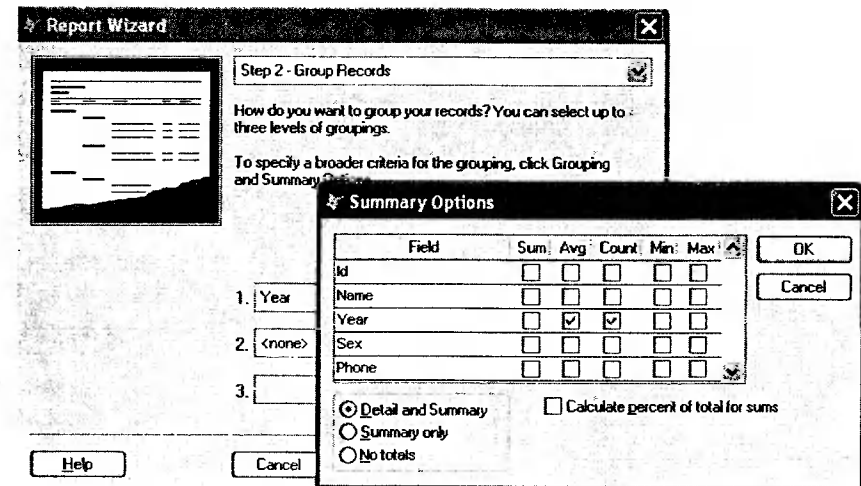 Report Wizard
Step 2 - Group Records
How do you want to group your records? You can select up to
three levels of groupings.
To specify a broader criteria for the grouping, click Grouping
and Summary
1. Year
2. <none>
3.
Help
Cancel
Summary Options
Field Sum Avg Count Min Max
Id
Name
Year
Sex
Phone
OK
Cancel
Detail and Summary
Summary only
No totals
Calculate percent of total for sums